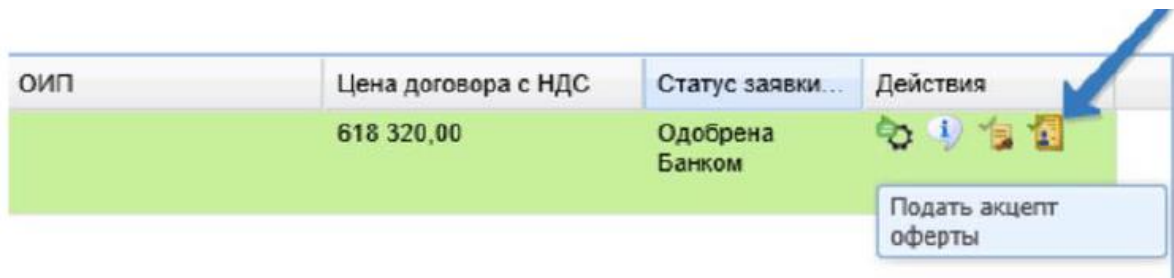 ОИП Цена договора с НДС Статус заявки... Действия
618 320,00 Одобрена
Банком
Подать акцепт
оферты